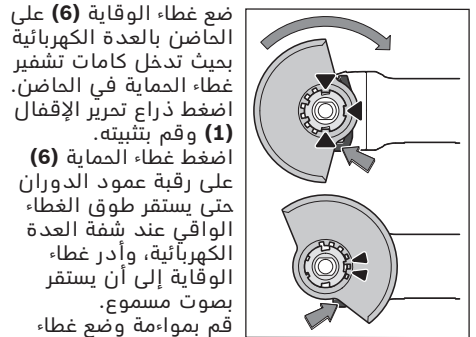 ضع غطاء الوقاية (6) على
الحاضن بالعدة الكهربائية
بحيث تدخل كامات تشفير
غطاء الحماية في الحاضن.
اضغط ذراع تحرير الإقفال
(1) وقم بتثبيته.
اضغط غطاء الحماية (6)
على رقبة عمود الدوران
حتى يستقر طوق الغطاء
الواقي عند شفة العدة
الكهربائية، وأدر غطاء
الوقاية إلى أن يستقر
بصوت مسموع.
قم بمواءمة وضع غطاء